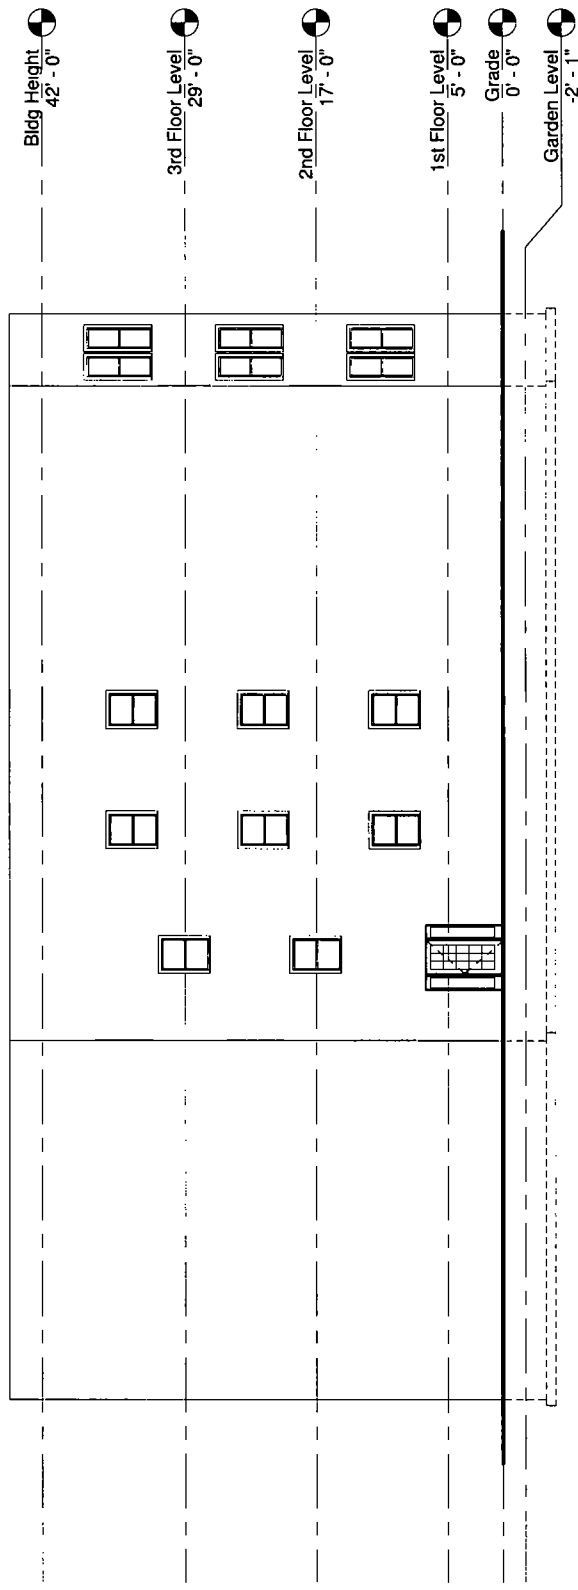 Bldg Height
42' - 0"
3rd Floor Level
29' - 0"
2nd Floor Level
17' - 0"
1st Floor Level
5' - 0"
Grade
0' - 0"
Garden Level
-2' - 1"